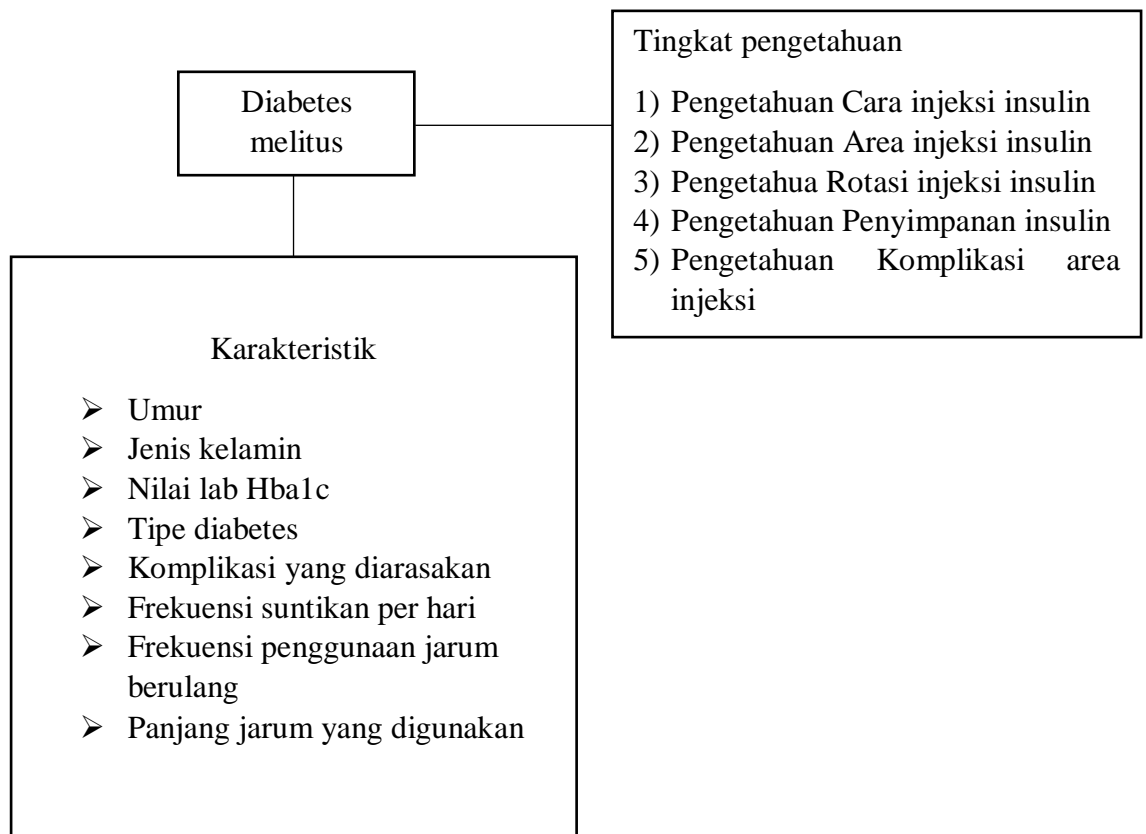 Diabetes
melitus
Tingkat pengetahuan
1) Pengetahuan Cara injeksi insulin
2) Pengetahuan Area injeksi insulin
3) Pengetahua Rotasi injeksi insulin
4) Pengetahuan Penyimpanan insulin
5) Pengetahuan Komplikasi area
injeksi
Karakteristik
➢ Umur
➢ Jenis kelamin
➢ Nilai lab Hba1c
➢ Tipe diabetes
➢ Komplikasi yang diarasakan
➢ Frekuensi suntikan per hari
➢ Frekuensi penggunaan jarum
berulang
➢ Panjang jarum yang digunakan